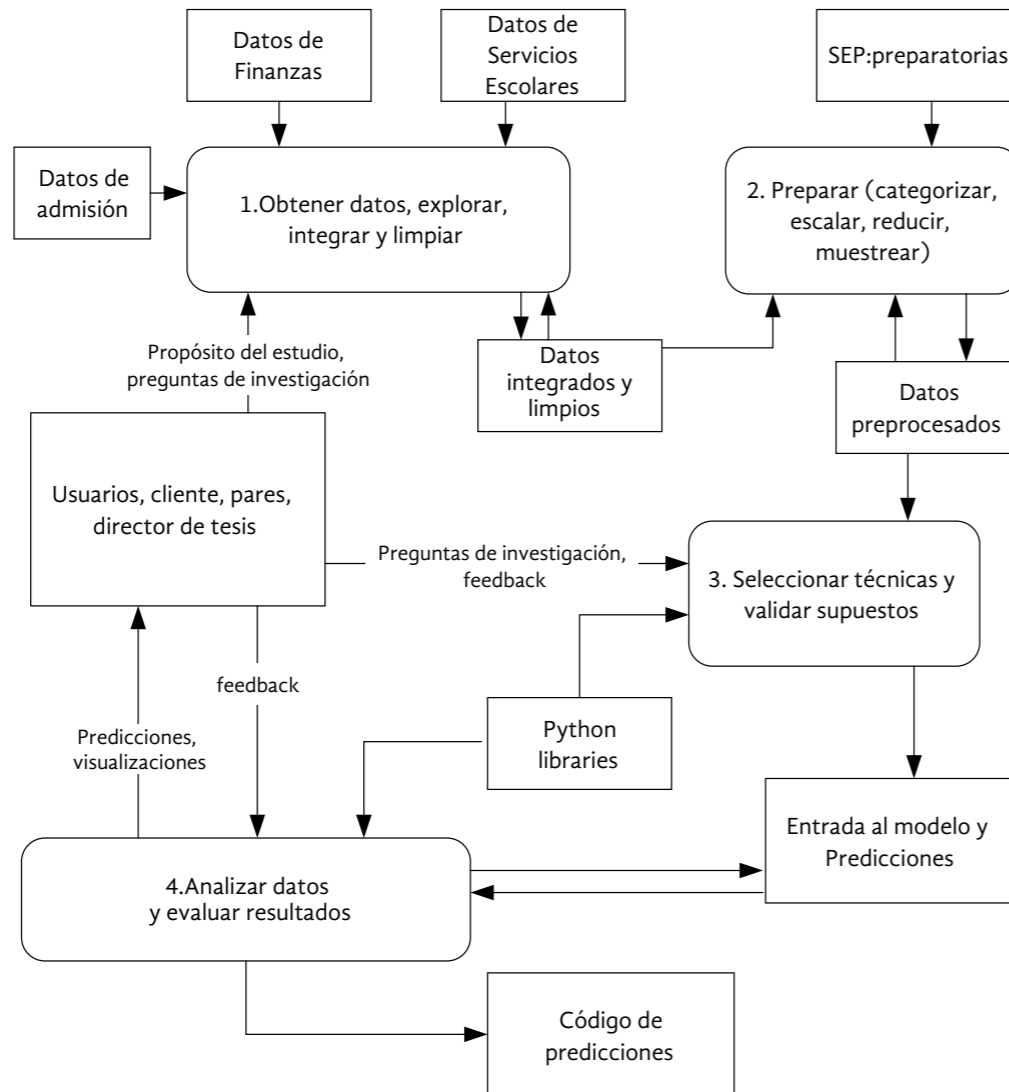 Datos de
Finanzas
Datos de
Servicios
Escolares
SEP:preparatorias
Datos de
admisión
1.Obtener datos, explorar,
integrar y limpiar
2. Preparar (categorizar,
escalar, reducir,
muestrear)
Propósito del estudio,
preguntas de investigación
Datos
integrados y
limpios
Datos
preprocesados
Usuarios, cliente, pares,
director de tesis
Preguntas de investigación,
feedback
3. Seleccionar técnicas y
validar supuestos
feedback
Predicciones,
visualizaciones
Python
libraries
Entrada al modelo y
Predicciones
4.Analizar datos
y evaluar resultados
Código de
predicciones